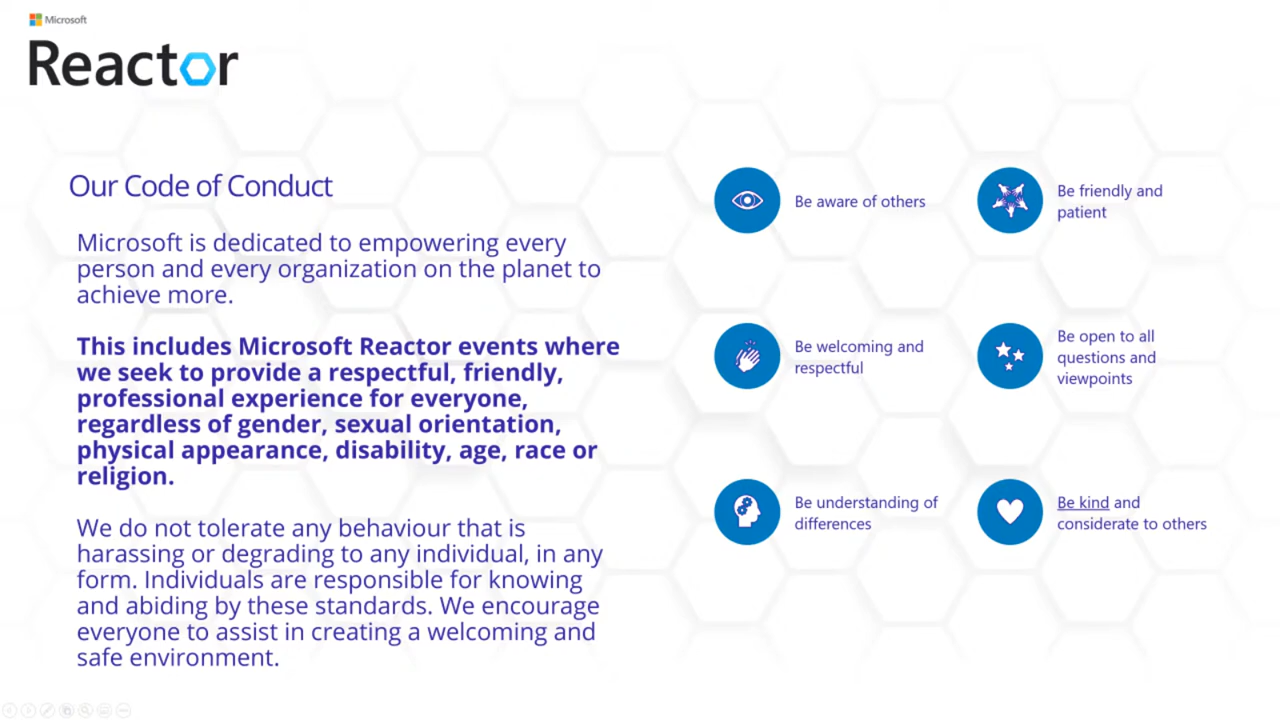 Microsoft
Reactor
Our Code of Conduct
Microsoft is dedicated to empowering every
person and every organization on the planet to
achieve more.
This includes Microsoft Reactor events where
we seek to provide a respectful, friendly,
professional experience for everyone,
regardless of gender, sexual orientation,
physical appearance, disability, age, race or
religion.
We do not tolerate any behaviour that is
harassing or degrading to any individual, in any
form. Individuals are responsible for knowing
and abiding by these standards. We encourage
everyone to assist in creating a welcoming and
safe environment.
Be aware of others
Be friendly and
patient
Be welcoming and
respectful
Be open to all
questions and
viewpoints
Be understanding of
differences
Be kind and
considerate to others